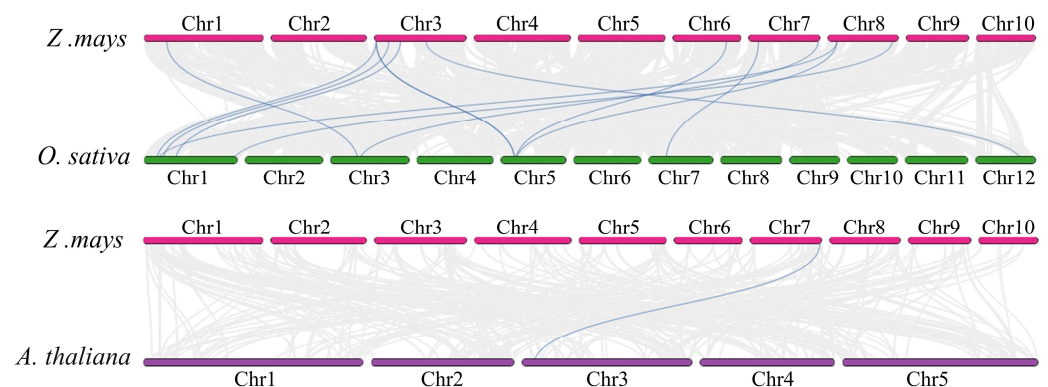 Chr1 Chr2 Chr3 Chr4 Chr5 Chr6 Chr7 Chr8 Chr9 Chr10
Z .mays
O. sativa
Chr1 Chr2 Chr3 Chr4 Chr5 Chr6 Chr7 Chr8 Chr9 Chr10 Chr11 Chr12
Chr1 Chr2 Chr3 Chr4 Chr5 Chr6 Chr7 Chr8 Chr9 Chr10
Z .mays
A. thaliana
Chr1 Chr2 Chr3 Chr4 Chr5